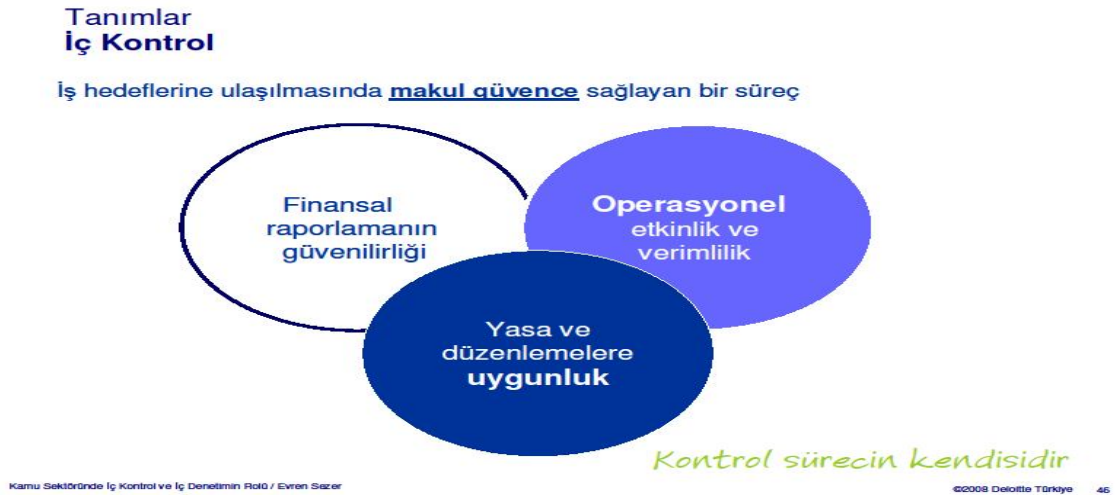 Tanımlar
İç Kontrol
İş hedeflerine ulaşılmasında makul güvence sağlayan bir süreç
Finansal
raporlamanın
güvenilirliği
Operasyonel
etkinlik ve
verimlilik
Yasa ve
düzenlemelere
uygunluk
Kontrol sürecin kendisidir
Kamu Sektöründe İç Kontrol ve İç Denetimin Rolü / Evren Sezer
©2008 Deloitte Türkiye 46